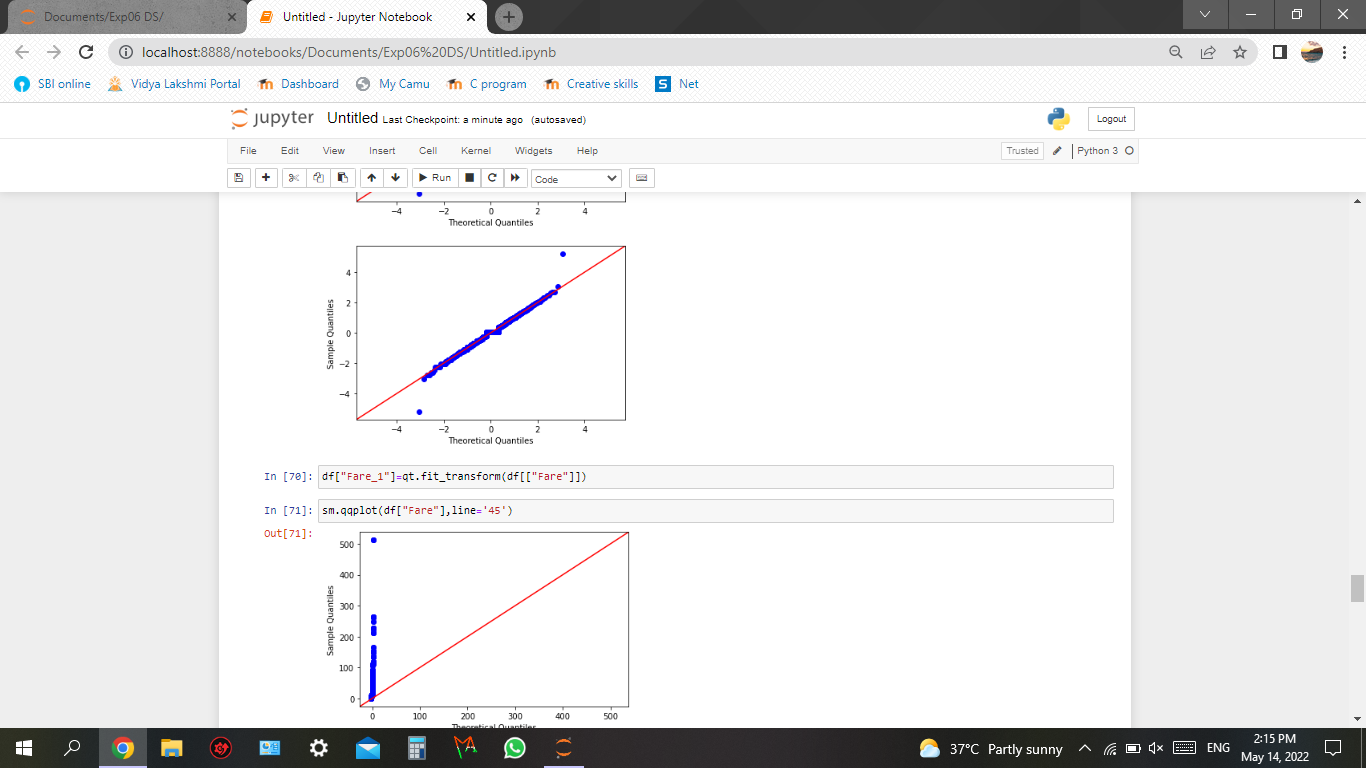 Documents/Exp06 DS/
Untitled - Jupyter Notebook
localhost:8888/notebooks/Documents/Exp06%20DS/Untitled.ipynb
SBI online
Vidya Lakshmi Portal
Dashboard
My Camu
C program
Creative skills
S Net
jupyter Untitled Last Checkpoint: a minute ago (autosaved)
Logout
File Edit View Insert Cell Kernel Widgets Help
Trusted Python 3
Run Code
−4 −2 0 2 4
Theoretical Quantiles
4
2
0
−2
−4
Sample Quantiles
−4 −2 0 2 4
Theoretical Quantiles
In [70]: df["Fare_1"]=qt.fit_transform(df[["Fare"]])
In [71]: sm.qqplot(df["Fare"],line='45')
Out[71]:
500
400
300
200
100
0
Sample Quantiles
0 100 200 300 400 500
Theoretical Quantiles
37°C Partly sunny
ENG
2:15 PM
May 14, 2022